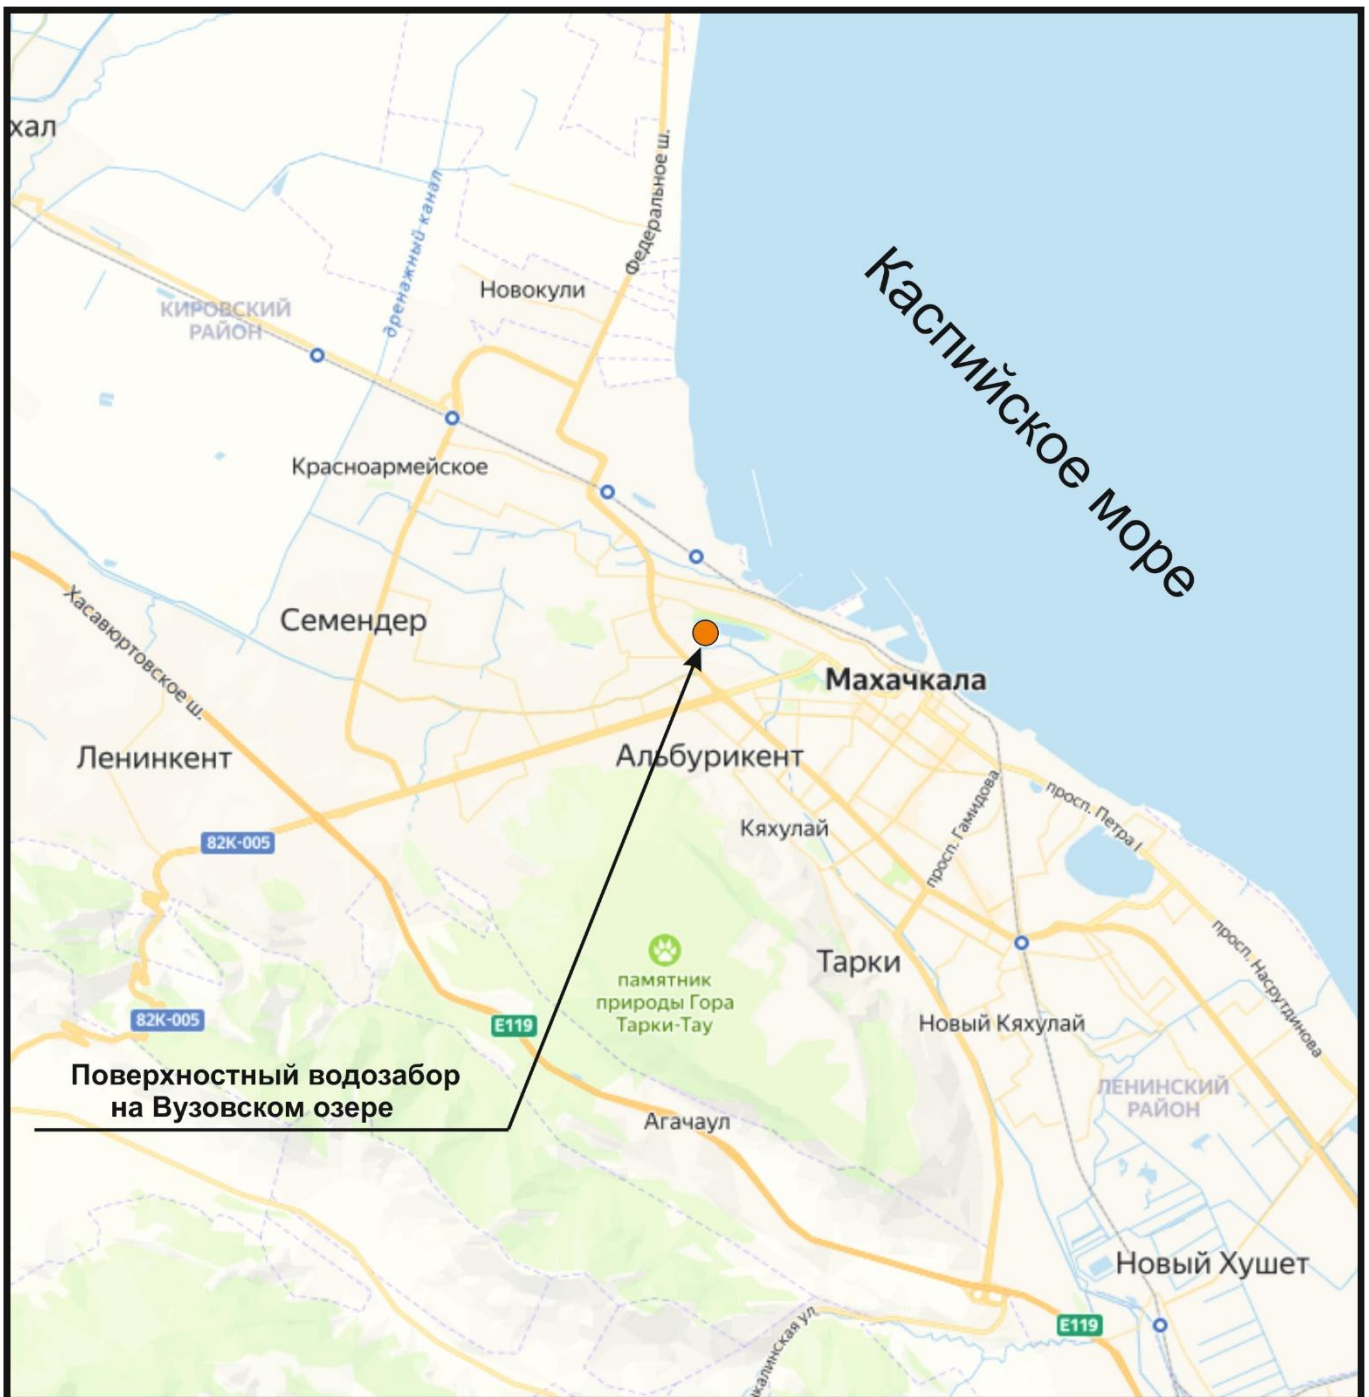 хал
Федеральное ш.
дренажный канал
Новокули
Каспийское море
КИРОВСКИЙ
РАЙОН
Красноармейское
Хасавюртовское ш.
Семендер
Махачкала
Ленинкент
Альбурикент
просп. Гамидова
просп. Петра I
Кяхулай
82К-005
просп. Насрутдинова
Тарки
памятник
природы Гора
Тарки-Тау
82К-005
E119
Новый Кяхулай
Поверхностный водозабор
на Вузовском озере
ЛЕНИНСКИЙ
РАЙОН
Агачаул
Новый Хушет
E119